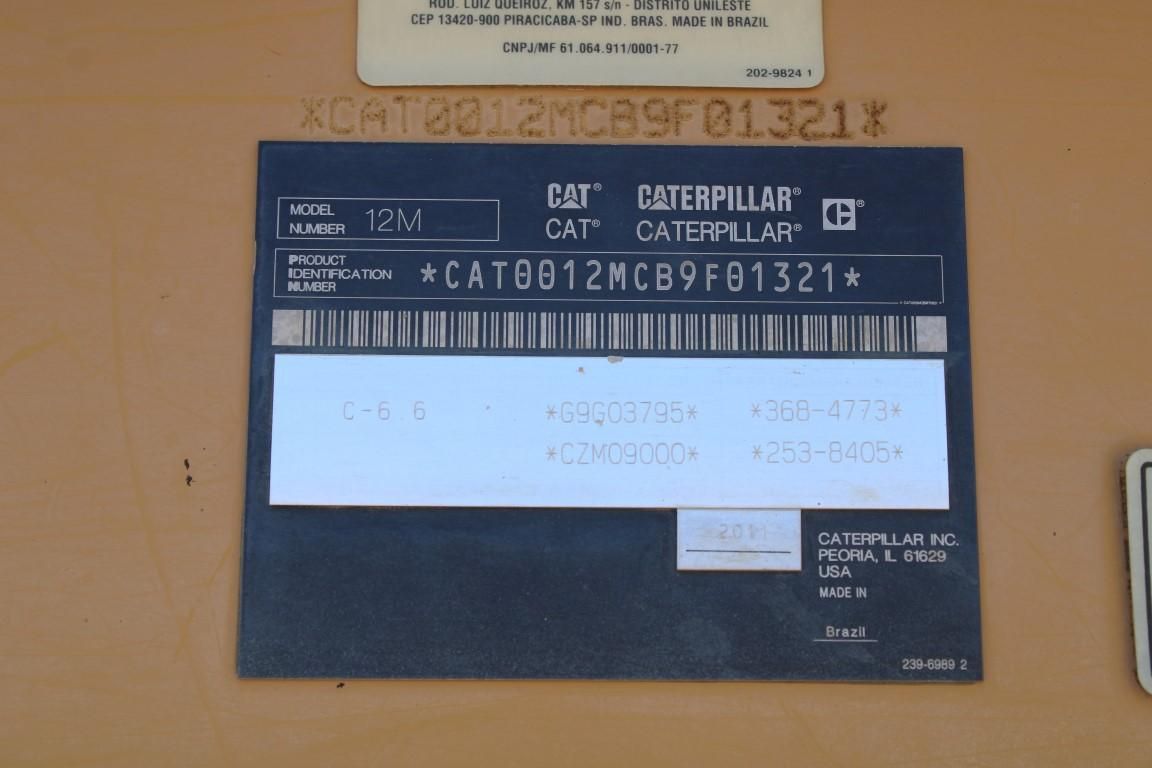 ROD. LUIZ QUEIROZ, KM 157 s/n - DISTRITO UNILESTE
CEP 13420-900 PIRACICABA-SP IND. BRAS. MADE IN BRAZIL
CNPJ/MF 61.064.911/0001-77
202-9824 1
*CAT0012MCB9F01321*
CAT® CATERPILLAR®
CAT® CATERPILLAR®
MODEL NUMBER 12M
PRODUCT IDENTIFICATION NUMBER *CAT0012MCB9F01321*
C-6.6 *G9G03795* *368-4773*
*CZM09000* *253-8405*
2011
CATERPILLAR INC.
PEORIA, IL 61629
USA
MADE IN
Brazil
239-6989 2